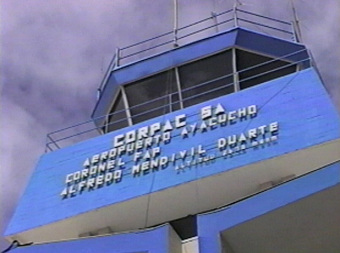 CORPAC SA
AEROPUERTO AYACUCHO
CORONEL FAP
ALFREDO MENDIVIL DUARTE